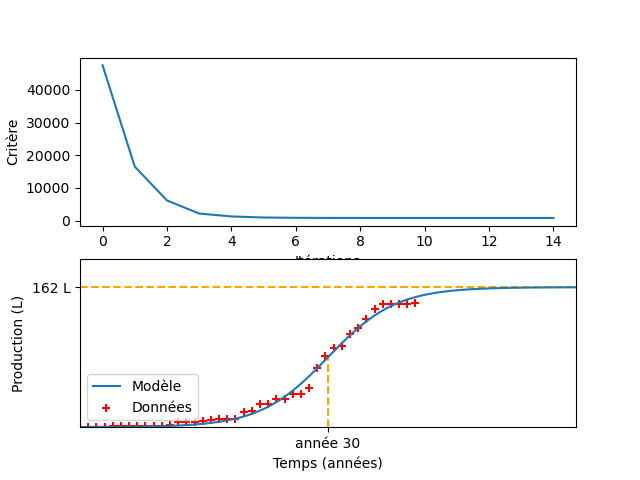 Critère
40000
30000
20000
10000
0
0 2 4 6 8 10 12 14
Itérations
Production (L)
162 L
Modèle
Données
année 30
Temps (années)